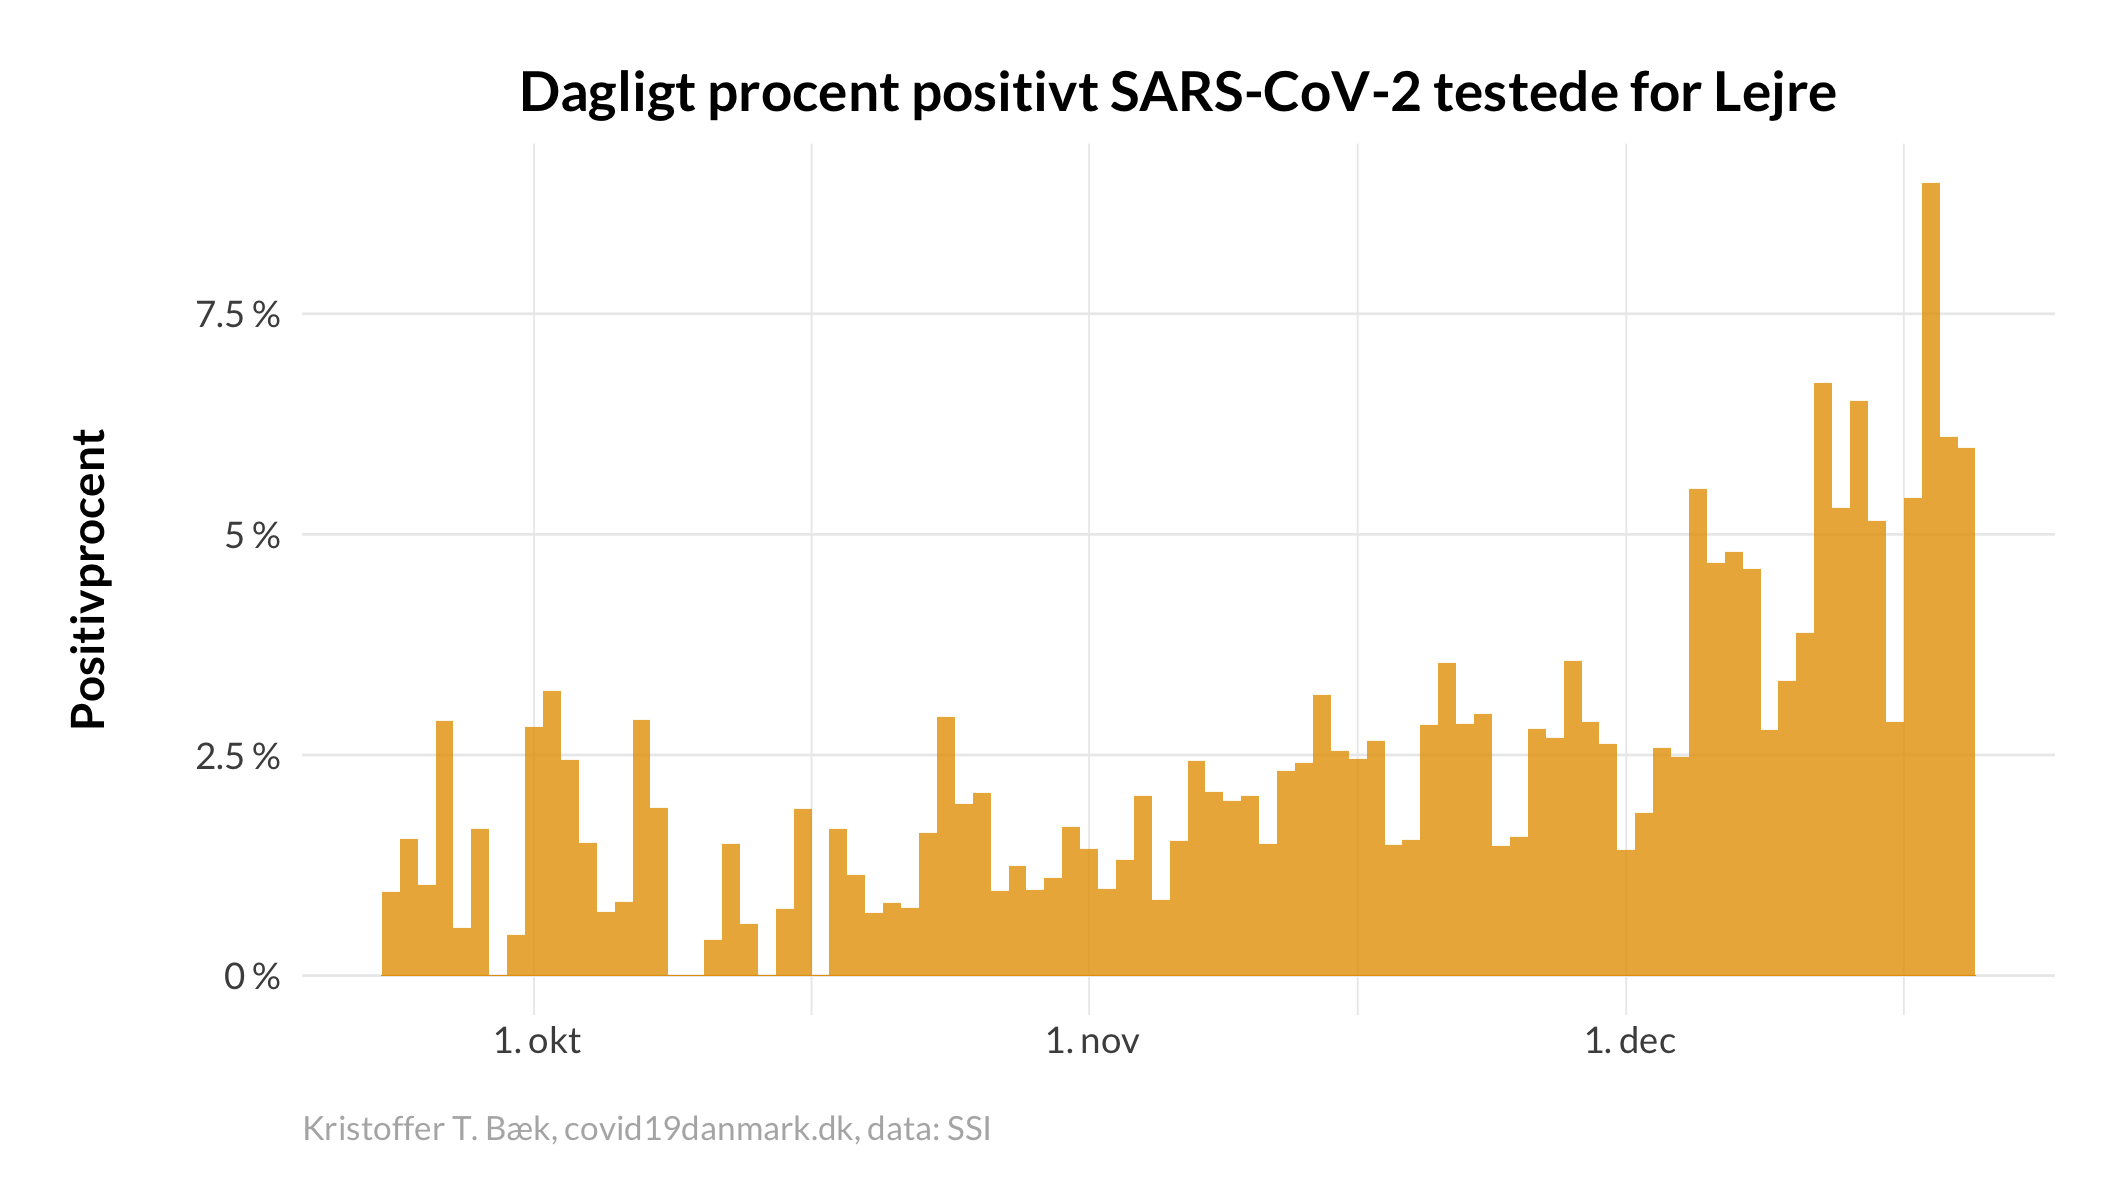 Dagligt procent positivt SARS-CoV-2 testede for Lejre
Positivprocent
7.5 %
5 %
2.5 %
0 %
1. okt
1. nov
1. dec
Kristoffer T. Bæk, covid19danmark.dk, data: SSI